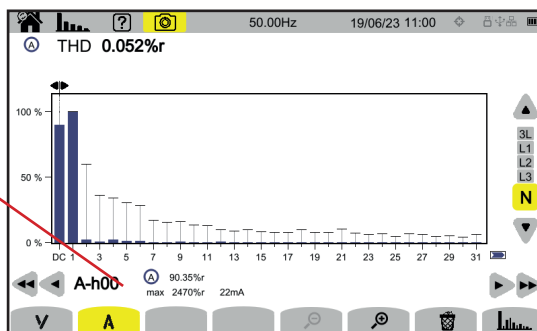 ? 50.00Hz 19/06/23 11:00
A THD 0.052%r
100 %
50 %
0 %
DC 1 3 5 7 9 11 13 15 17 19 21 23 25 27 29 31
3L
L1
L2
L3
N
A-h00 A 90.35%r
max 2470%r 22mA
V A